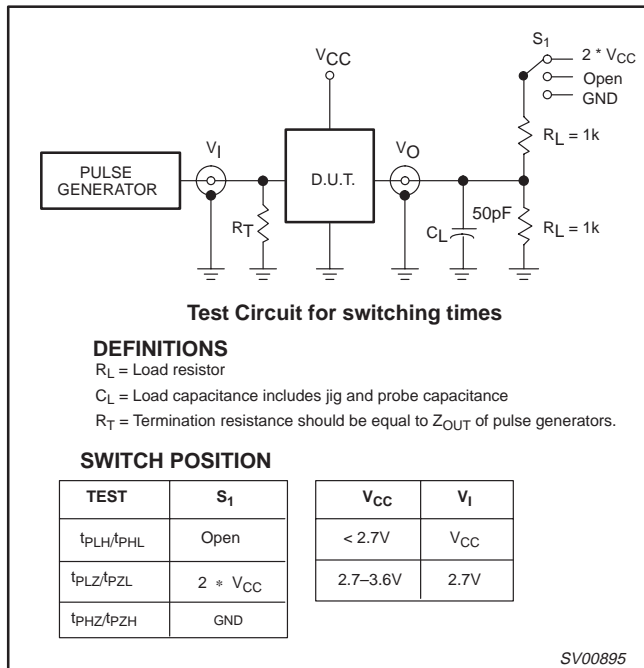 S1
2 * VCC
Open
GND
VCC
RL = 1k
VI
VO
PULSE
GENERATOR
D.U.T.
RT
50pF
CL
RL = 1k
Test Circuit for switching times
DEFINITIONS
RL = Load resistor
CL = Load capacitance includes jig and probe capacitance
RT = Termination resistance should be equal to ZOUT of pulse generators.
SWITCH POSITION
TEST S1
tPLH/tPHL Open
tPLZ/tPZL 2 * VCC
tPHZ/tPZH GND
VCC VI
< 2.7V VCC
2.7–3.6V 2.7V
SV00895